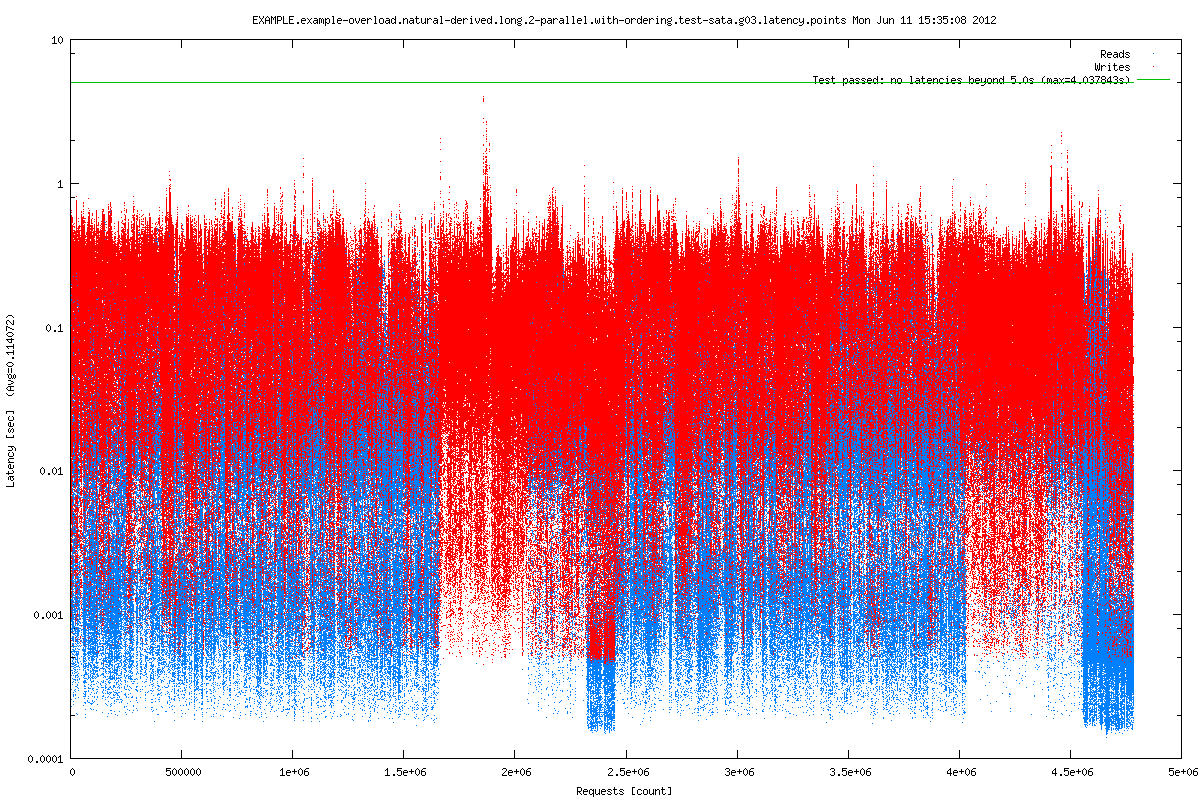 EXAMPLE.example-overload.natural-derived.long.2-parallel.with-ordering.test-sata.g03.latency.points Mon Jun 11 15:35:08 2012
10
Reads
Writes
Test passed: no latencies beyond 5.0s (max=4.037843s)
1
0.1
0.01
0.001
0.0001
Latency [sec] (Avg=0.114072)
0 500000 1e+06 1.5e+06 2e+06 2.5e+06 3e+06 3.5e+06 4e+06 4.5e+06 5e+06
Requests [count]